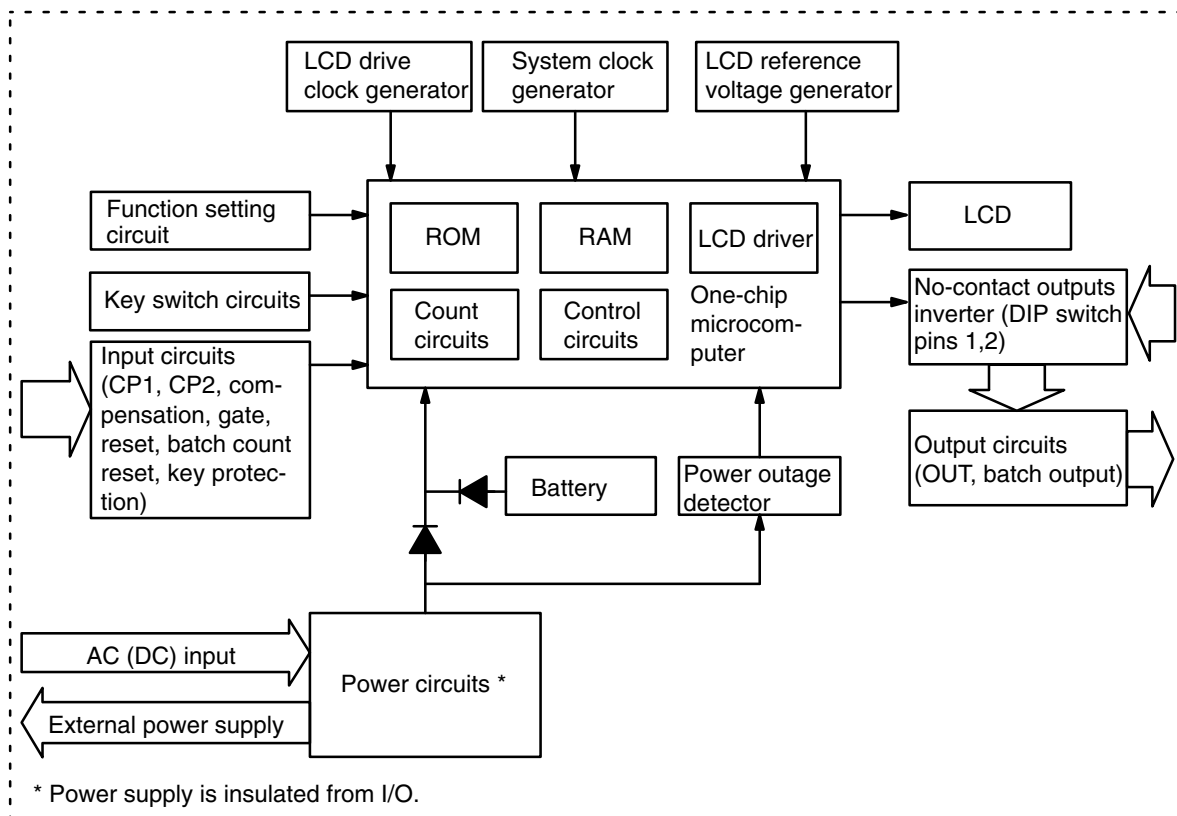 LCD drive
clock generator
System clock
generator
LCD reference
voltage generator
Function setting
circuit
ROM
RAM
LCD driver
LCD
Key switch circuits
Count
circuits
Control
circuits
One-chip
microcom-
puter
No-contact outputs
inverter (DIP switch
pins 1,2)
Input circuits
(CP1, CP2, com-
pensation, gate,
reset, batch count
reset, key protec-
tion)
Output circuits
(OUT, batch output)
Battery
Power outage
detector
AC (DC) input
Power circuits *
External power supply
* Power supply is insulated from I/O.